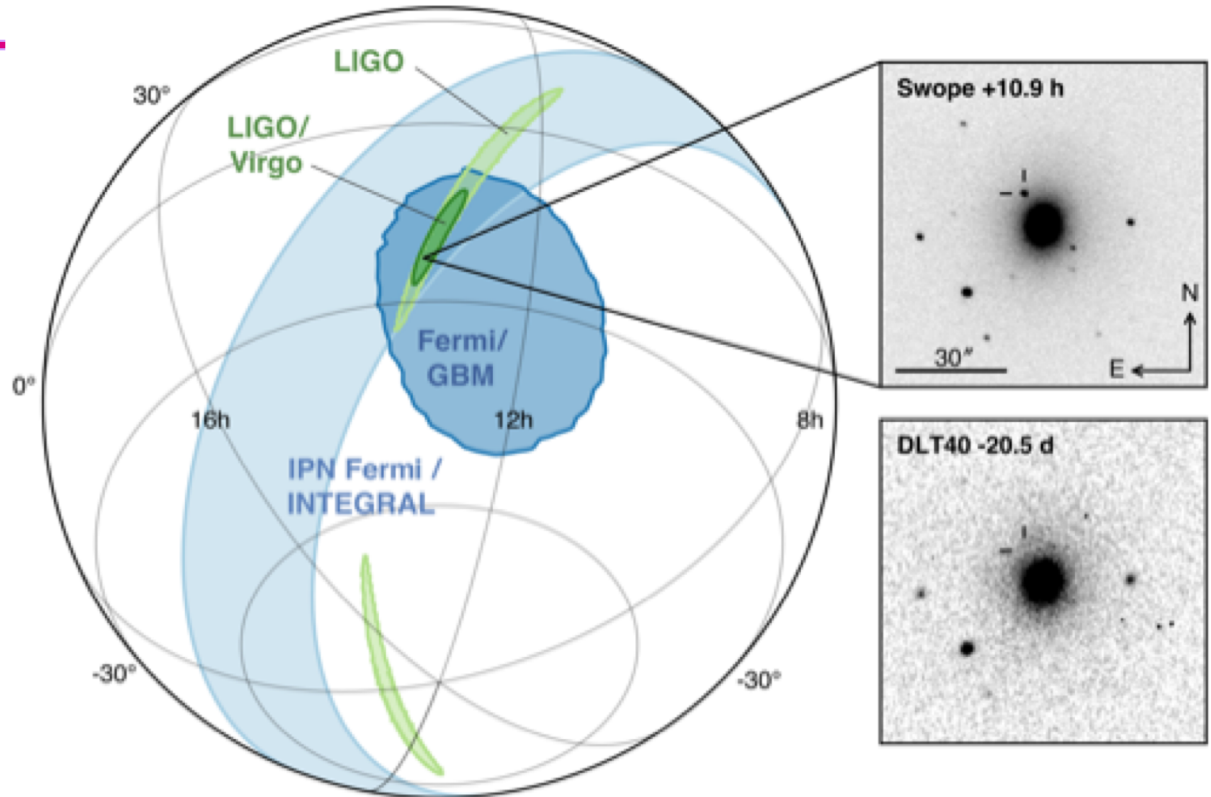 LIGO
30°
LIGO/
Virgo
Fermi/
GBM
0°
16h
12h
8h
IPN Fermi /
INTEGRAL
-30°
-30°
Swope +10.9 h
N
30"
E
DLT40 -20.5 d